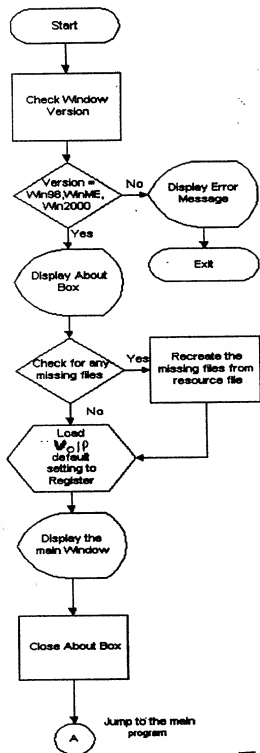 Start
Check Window
Version
Version =
Win98,WinME,
Win2000
No
Display Error
Message
Yes
Exit
Display About
Box
Check for any
missing files
Yes
Recreate the
missing files from
resource file
No
Load
VoIP
default
setting to
Register
Display the
main Window
Close About Box
A
Jump to the main
program